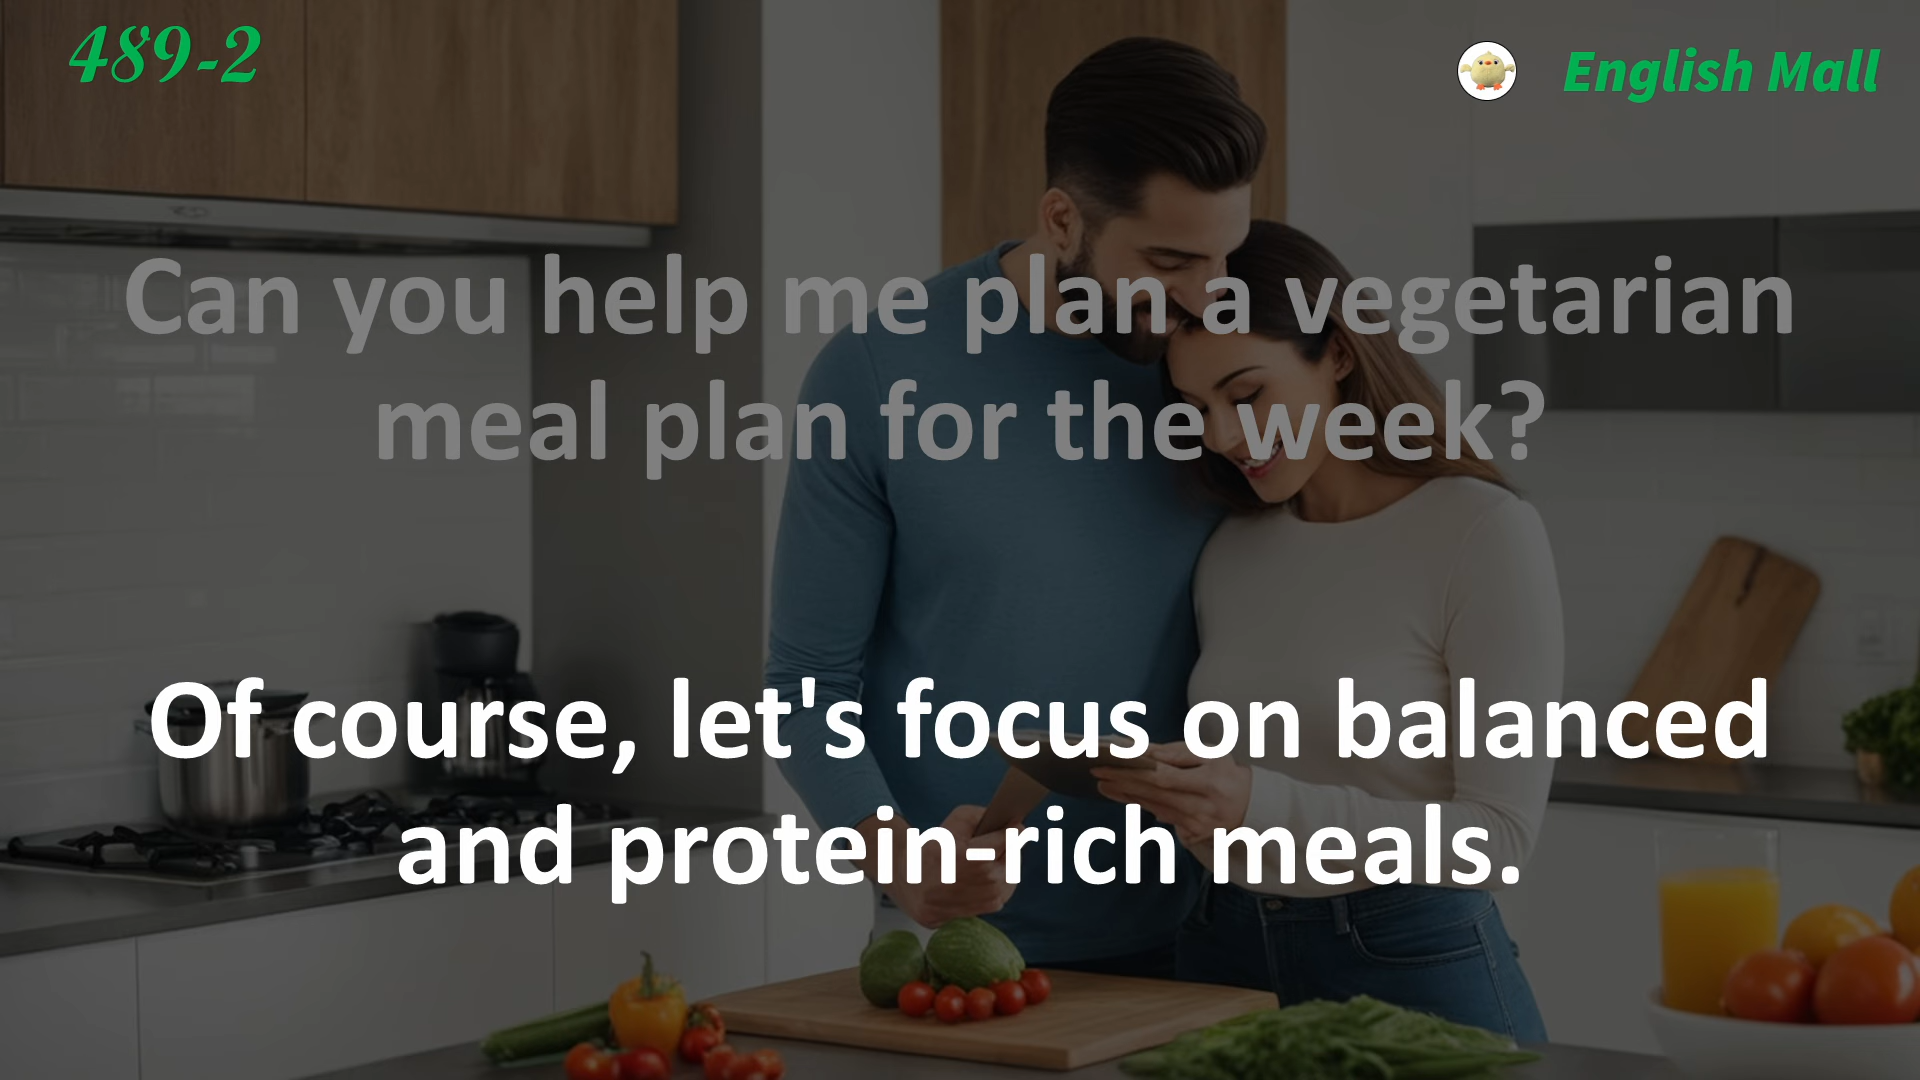 489-2
English Mall
Can you help me plan a vegetarian
meal plan for the week?
Of course, let's focus on balanced
and protein-rich meals.